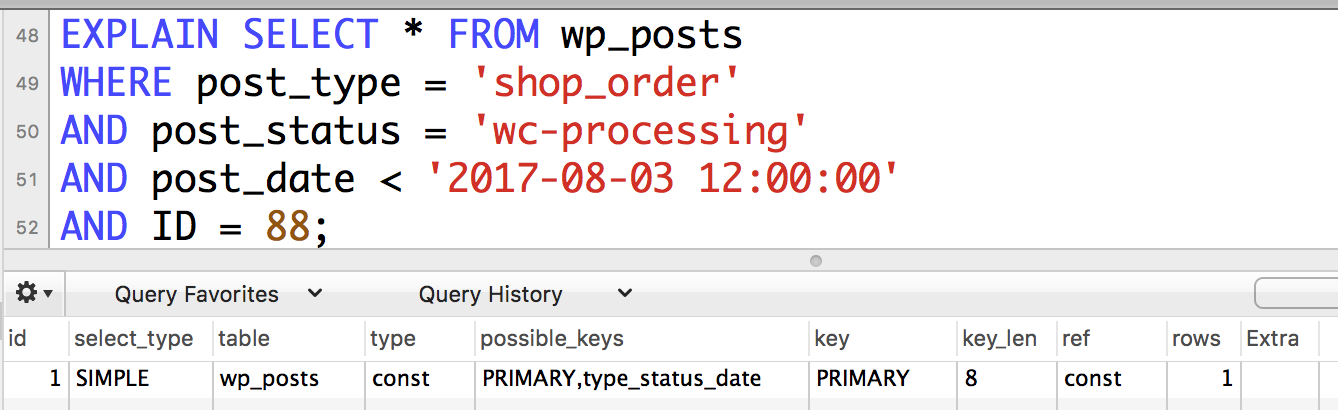 48 EXPLAIN SELECT * FROM wp_posts
49 WHERE post_type = 'shop_order'
50 AND post_status = 'wc-processing'
51 AND post_date < '2017-08-03 12:00:00'
52 AND ID = 88;
Query Favorites Query History
id select_type table type possible_keys key key_len ref rows Extra
1 SIMPLE wp_posts const PRIMARY,type_status_date PRIMARY 8 const 1